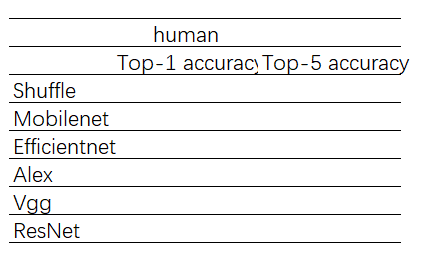 human
Top-1 accuracy Top-5 accuracy
Shuffle
Mobilenet
Efficientnet
Alex
Vgg
ResNet